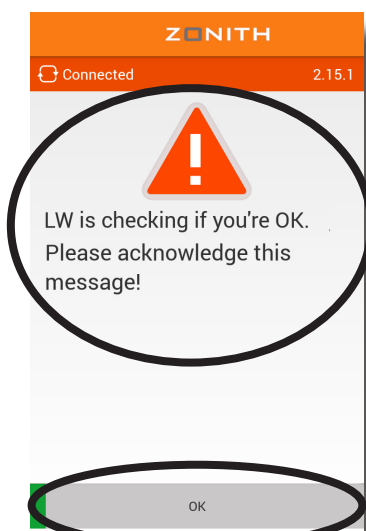 ZONITH
Connected 2.15.1
LW is checking if you're OK.
Please acknowledge this
message!
OK